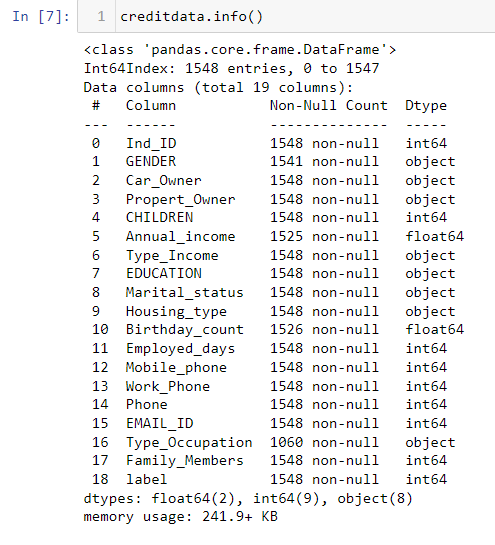 In [7]: 1 creditdata.info()
<class 'pandas.core.frame.DataFrame'>
Int64Index: 1548 entries, 0 to 1547
Data columns (total 19 columns):
 #   Column           Non-Null Count  Dtype
---  ------           --------------  -----
 0   Ind_ID           1548 non-null   int64
 1   GENDER           1541 non-null   object
 2   Car_Owner        1548 non-null   object
 3   Propert_Owner    1548 non-null   object
 4   CHILDREN         1548 non-null   int64
 5   Annual_income    1525 non-null   float64
 6   Type_Income      1548 non-null   object
 7   EDUCATION        1548 non-null   object
 8   Marital_status   1548 non-null   object
 9   Housing_type     1548 non-null   object
 10  Birthday_count   1526 non-null   float64
 11  Employed_days    1548 non-null   int64
 12  Mobile_phone     1548 non-null   int64
 13  Work_Phone       1548 non-null   int64
 14  Phone            1548 non-null   int64
 15  EMAIL_ID         1548 non-null   int64
 16  Type_Occupation  1060 non-null   object
 17  Family_Members   1548 non-null   int64
 18  label            1548 non-null   int64
dtypes: float64(2), int64(9), object(8)
memory usage: 241.9+ KB